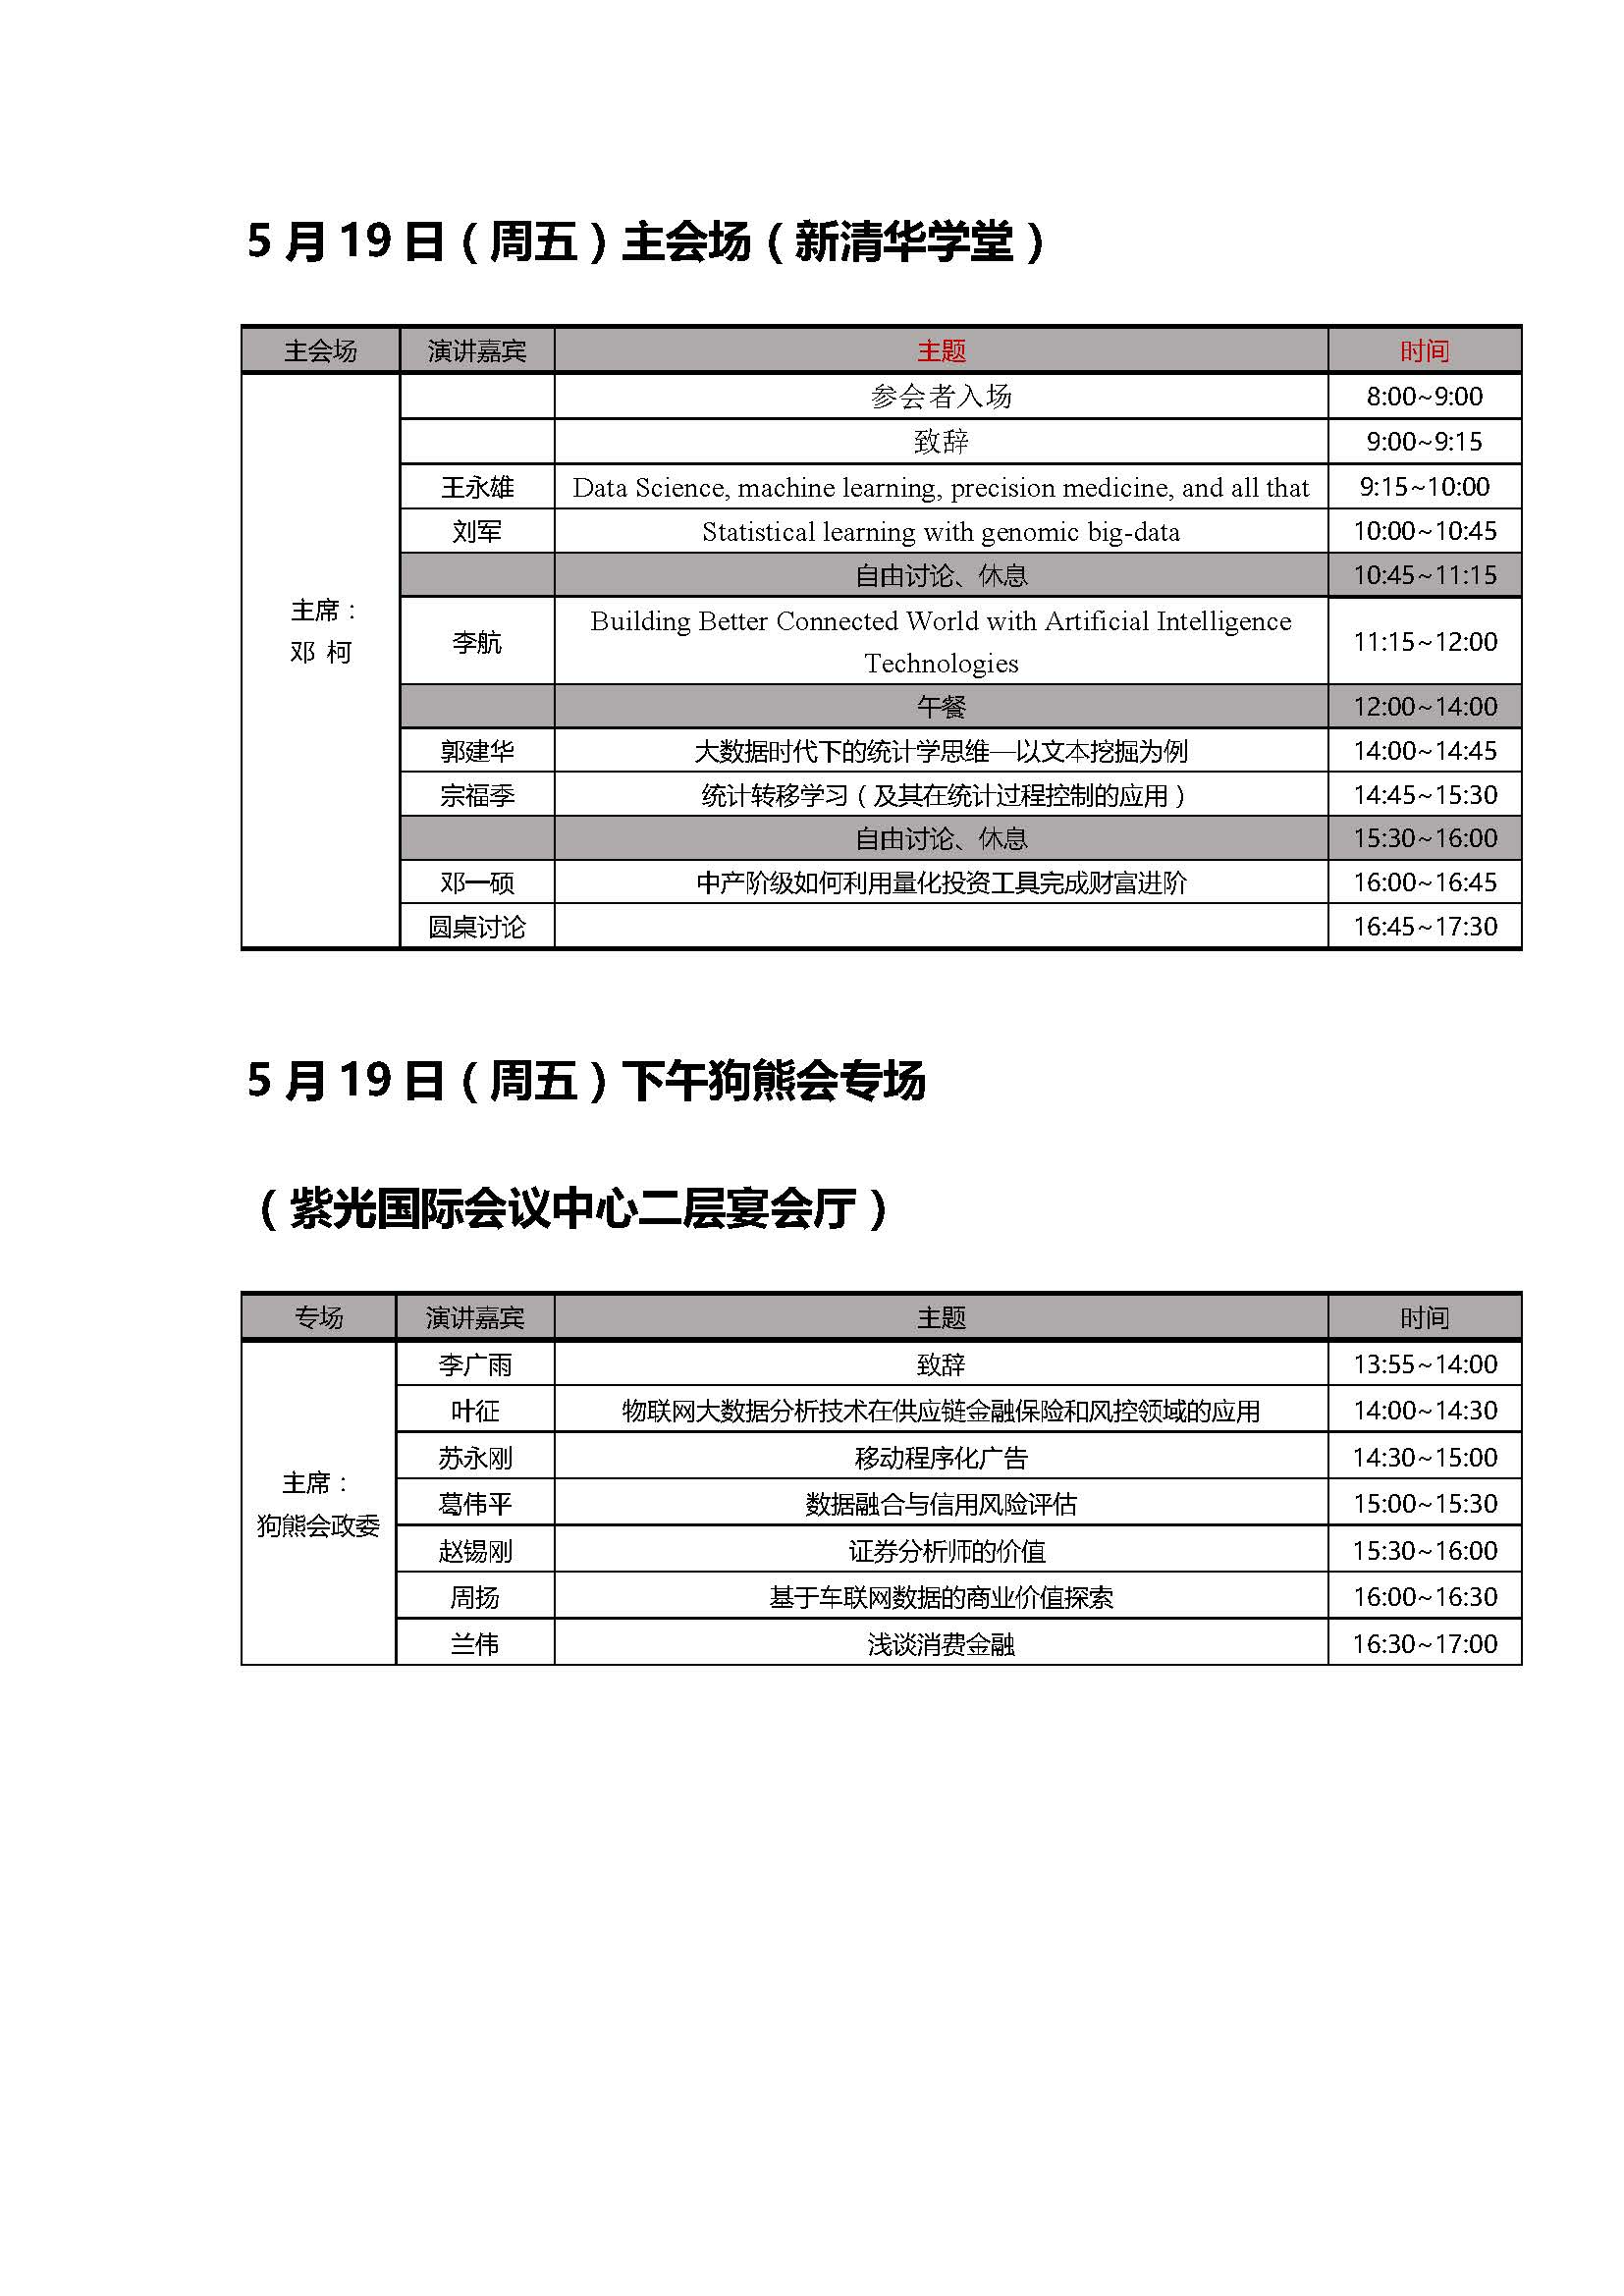 5 月 19 日（周五）主会场（新清华学堂）
主会场 演讲嘉宾 主题 时间
参会者入场 8:00~9:00
致辞 9:00~9:15
王永雄 Data Science, machine learning, precision medicine, and all that 9:15~10:00
刘军 Statistical learning with genomic big-data 10:00~10:45
自由讨论、休息 10:45~11:15
主席：
邓 柯
李航 Building Better Connected World with Artificial Intelligence
Technologies 11:15~12:00
午餐 12:00~14:00
郭建华 大数据时代下的统计学思维—以文本挖掘为例 14:00~14:45
宗福季 统计转移学习（及其在统计过程控制的应用） 14:45~15:30
自由讨论、休息 15:30~16:00
邓一硕 中产阶级如何利用量化投资工具完成财富进阶 16:00~16:45
圆桌讨论 16:45~17:30
5 月 19 日（周五）下午狗熊会专场
（紫光国际会议中心二层宴会厅）
专场 演讲嘉宾 主题 时间
李广雨 致辞 13:55~14:00
叶征 物联网大数据分析技术在供应链金融保险和风控领域的应用 14:00~14:30
苏永刚 移动程序化广告 14:30~15:00
主席：
狗熊会政委
葛伟平 数据融合与信用风险评估 15:00~15:30
赵锡刚 证券分析师的价值 15:30~16:00
周扬 基于车联网数据的商业价值探索 16:00~16:30
兰伟 浅谈消费金融 16:30~17:00